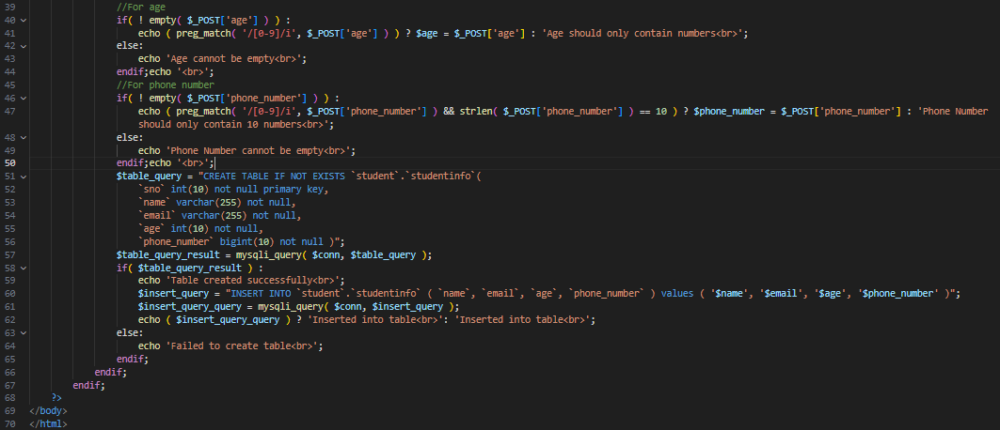 39 //For age
40 if( ! empty( $_POST['age'] ) ) :
41 echo ( preg_match( '/[0-9]/i', $_POST['age'] ) ) ? $age = $_POST['age'] : 'Age should only contain numbers<br>';
42 else:
43 echo 'Age cannot be empty<br>';
44 endif;echo '<br>';
45 //For phone number
46 if( ! empty( $_POST['phone_number'] ) ) :
47 echo ( preg_match( '/[0-9]/i', $_POST['phone_number'] ) && strlen( $_POST['phone_number'] ) == 10 ) ? $phone_number = $_POST['phone_number'] : 'Phone Number
should only contain 10 numbers<br>';
48 else:
49 echo 'Phone Number cannot be empty<br>';
50 endif;echo '<br>';
51 $table_query = "CREATE TABLE IF NOT EXISTS `student`.`studentinfo`(
52 `sno` int(10) not null primary key,
53 `name` varchar(255) not null,
54 `email` varchar(255) not null,
55 `age` int(10) not null,
56 `phone_number` bigint(10) not null )";
57 $table_query_result = mysqli_query( $conn, $table_query );
58 if( $table_query_result ) :
59 echo 'Table created successfully<br>';
60 $insert_query = "INSERT INTO `student`.`studentinfo` ( `name`, `email`, `age`, `phone_number` ) values ( '$name', '$email', '$age', '$phone_number' )";
61 $insert_query_query = mysqli_query( $conn, $insert_query );
62 echo ( $insert_query_query ) ? 'Inserted into table<br>': 'Inserted into table<br>';
63 else:
64 echo 'Failed to create table<br>';
65 endif;
66 endif;
67 endif;
68 ?>
69 </body>
70 </html>